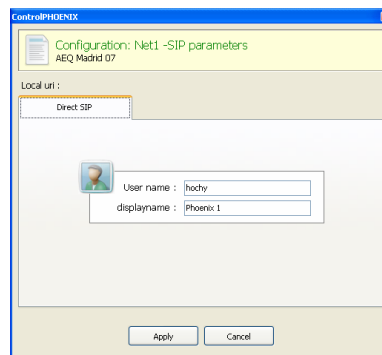 ControlPHOENIX
Configuration: Net1 -SIP parameters
AEQ Madrid 07
Local uri :
Direct SIP
User name : hochy
displayname : Phoenix 1
Apply Cancel